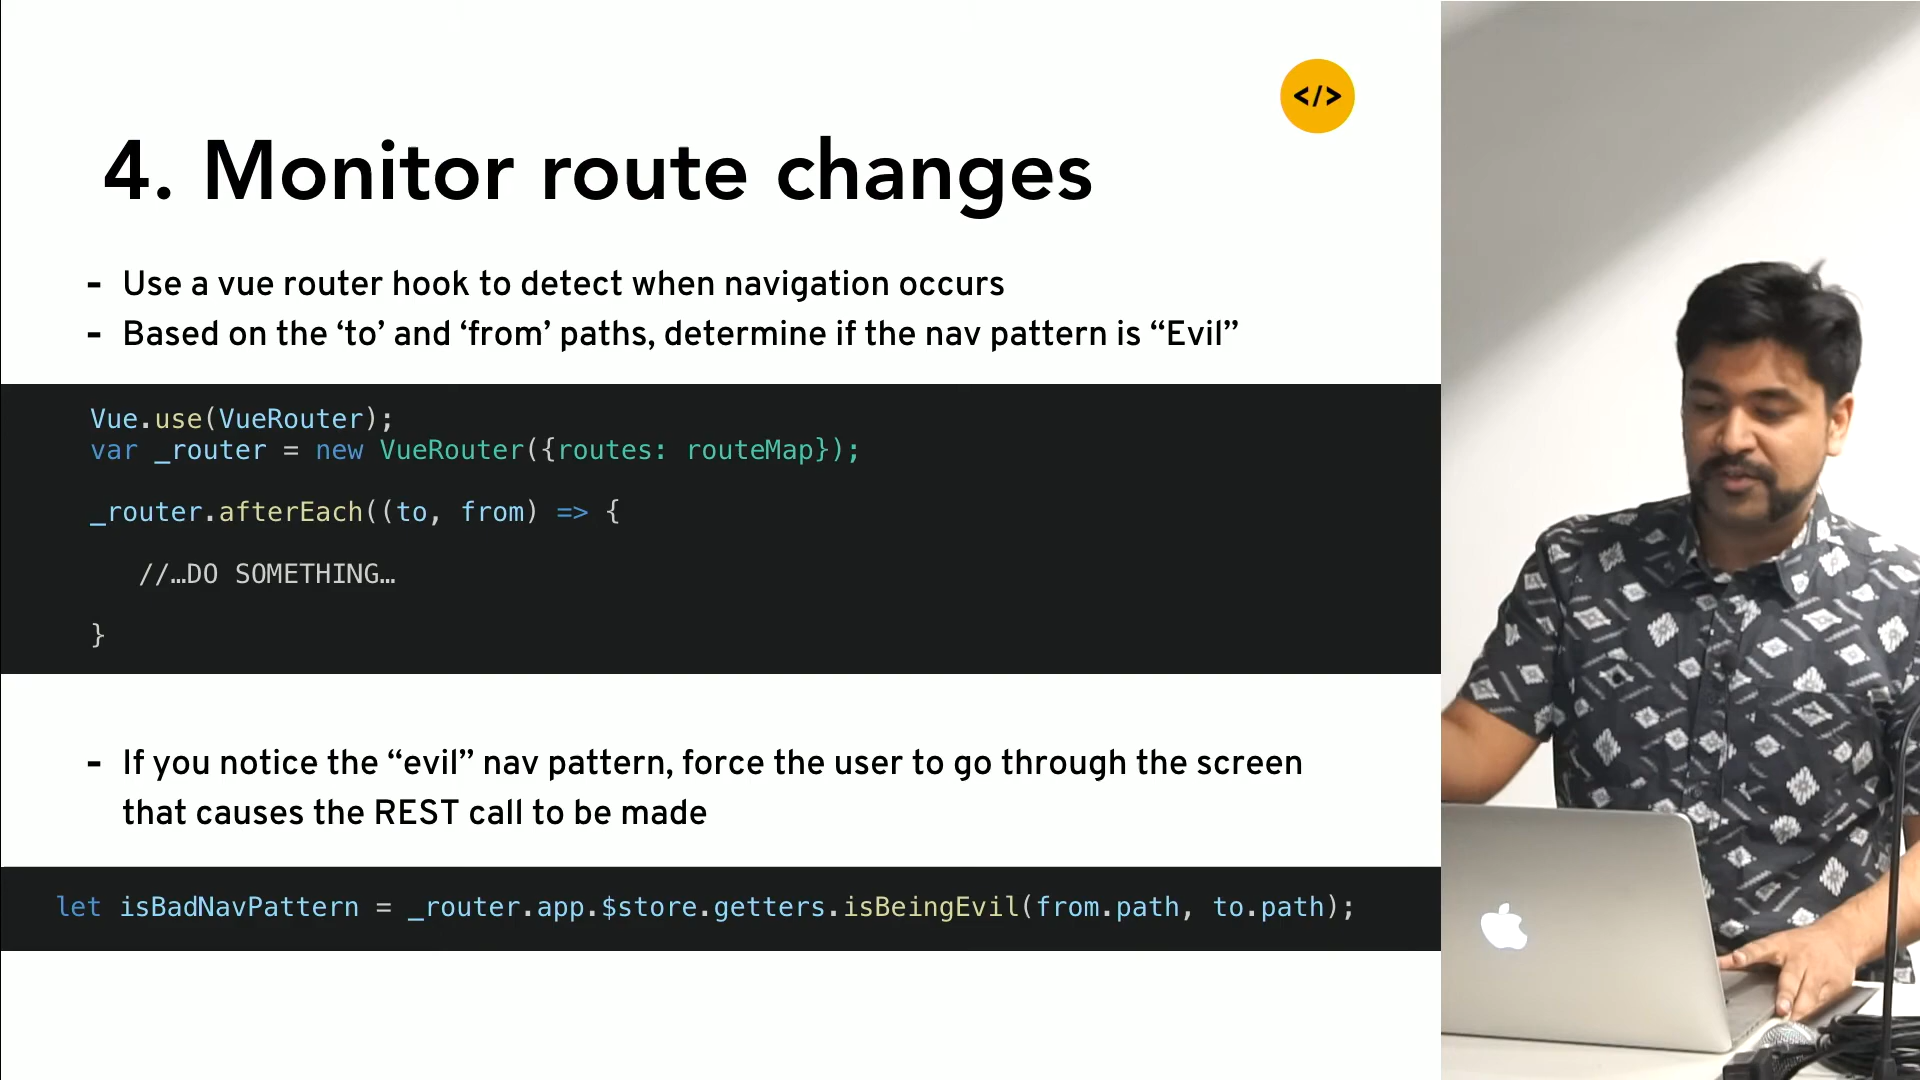 </>
4. Monitor route changes
- Use a vue router hook to detect when navigation occurs
- Based on the ‘to’ and ‘from’ paths, determine if the nav pattern is “Evil”
Vue.use(VueRouter);
var _router = new VueRouter({routes: routeMap});
_router.afterEach((to, from) => {
//…DO SOMETHING…
}
- If you notice the “evil” nav pattern, force the user to go through the screen
that causes the REST call to be made
let isBadNavPattern = _router.app.$store.getters.isBeingEvil(from.path, to.path);